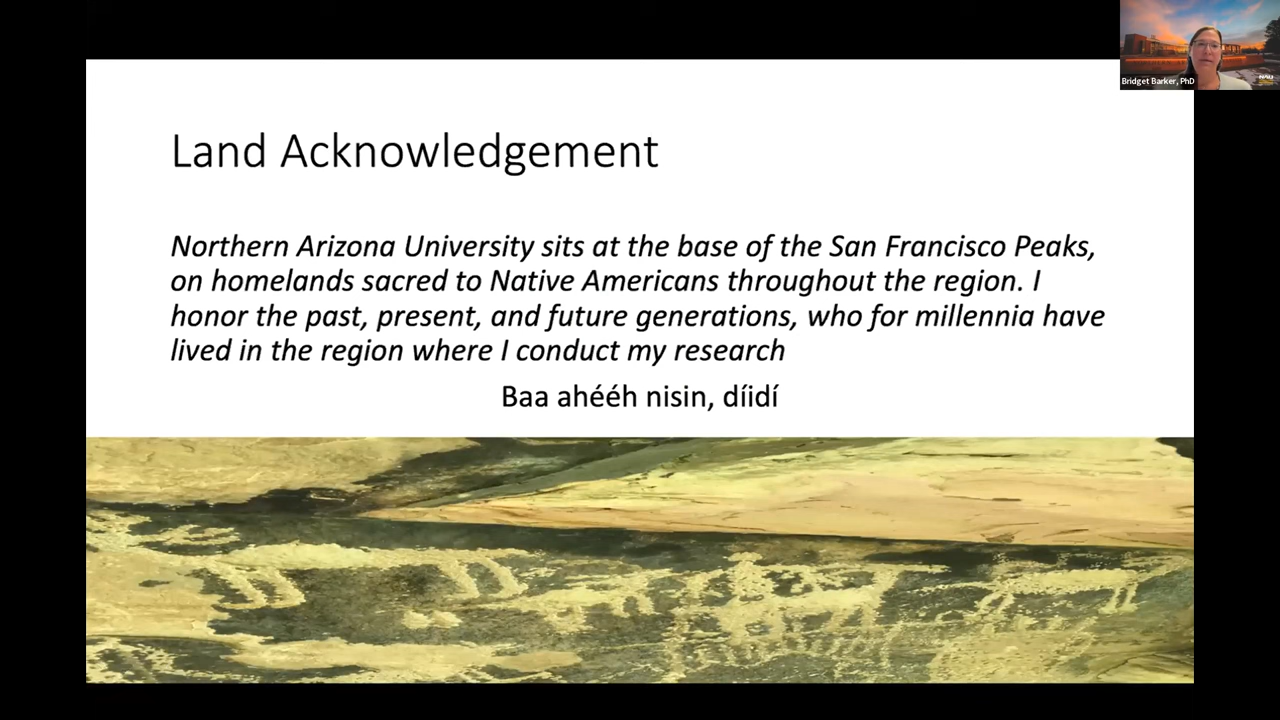 Bridget Barker, PhD
NAU
Land Acknowledgement
Northern Arizona University sits at the base of the San Francisco Peaks,
on homelands sacred to Native Americans throughout the region. I
honor the past, present, and future generations, who for millennia have
lived in the region where I conduct my research
Baa ahééh nisin, díidí